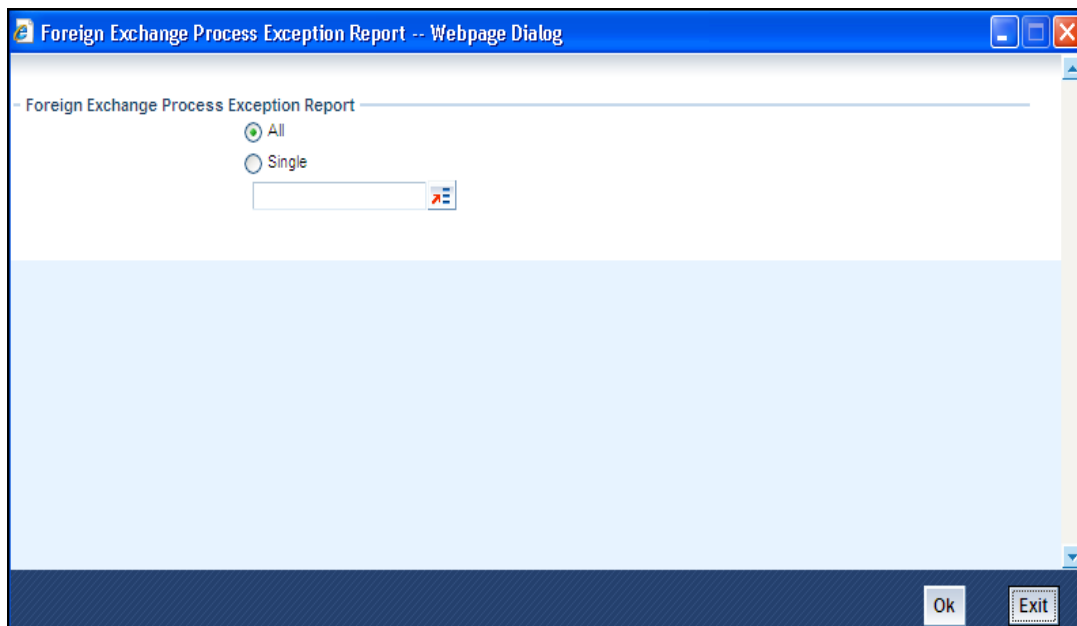 Foreign Exchange Process Exception Report -- Webpage Dialog
Foreign Exchange Process Exception Report
All
Single
Ok
Exit